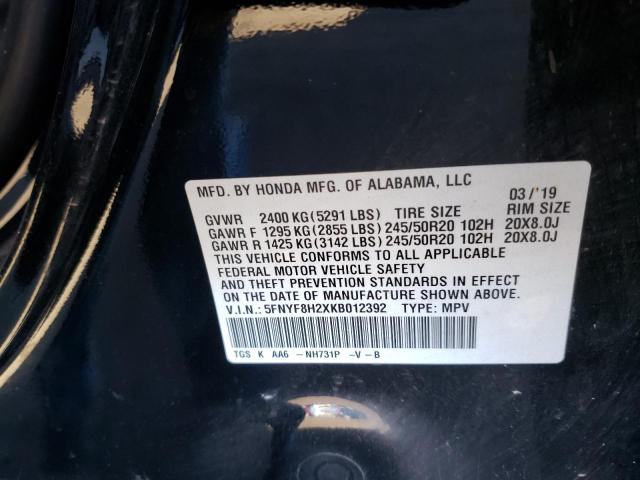 MFD. BY HONDA MFG. OF ALABAMA, LLC 03/'19
GVWR 2400 KG(5291 LBS) TIRE SIZE RIM SIZE
GAWR F 1295 KG(2855 LBS) 245/50R20 102H 20X8.0J
GAWR R 1425 KG(3142 LBS) 245/50R20 102H 20X8.0J
THIS VEHICLE CONFORMS TO ALL APPLICABLE
FEDERAL MOTOR VEHICLE SAFETY
AND THEFT PREVENTION STANDARDS IN EFFECT
ON THE DATE OF MANUFACTURE SHOWN ABOVE.
V.I.N.: 5FNYF8H2XKB012392 TYPE: MPV
TGS K AA6 -NH731P -V-B